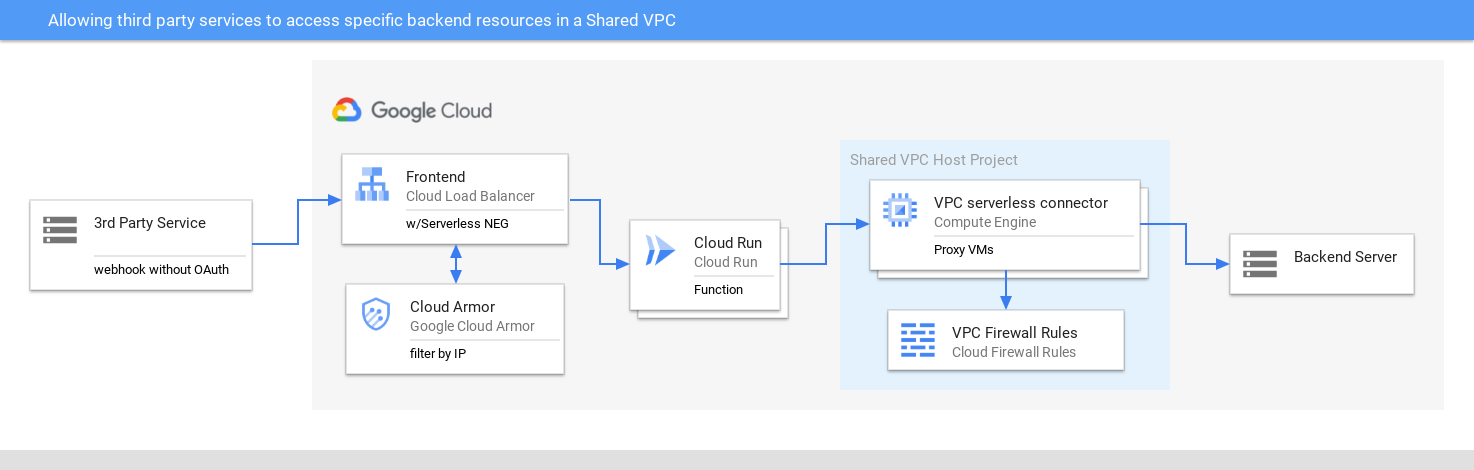 Allowing third party services to access specific backend resources in a Shared VPC
Google Cloud
3rd Party Service
webhook without OAuth
Frontend
Cloud Load Balancer
w/Serverless NEG
Cloud Armor
Google Cloud Armor
filter by IP
Cloud Run
Cloud Run
Function
Shared VPC Host Project
VPC serverless connector
Compute Engine
Proxy VMs
VPC Firewall Rules
Cloud Firewall Rules
Backend Server